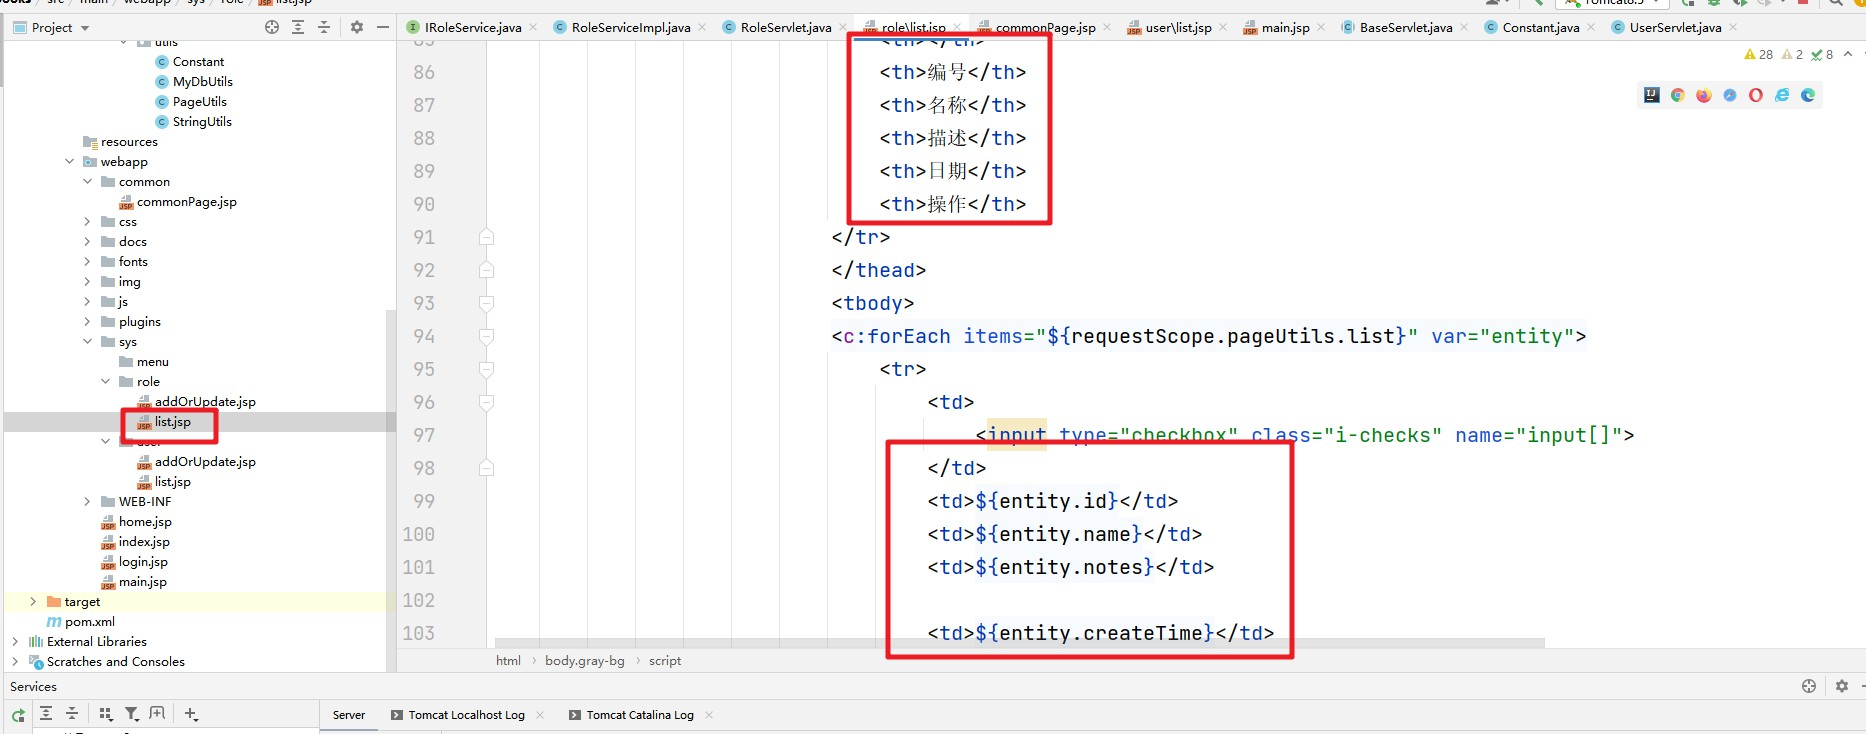 books / src / main / webapp / sys / role / list.jsp
Tomcat8.5
Project
IRoleService.java
RoleServiceImpl.java
RoleServlet.java
role\list.jsp
commonPage.jsp
user\list.jsp
main.jsp
BaseServlet.java
Constant.java
UserServlet.java
utils
Constant
MyDbUtils
PageUtils
StringUtils
resources
webapp
common
commonPage.jsp
css
docs
fonts
img
js
plugins
sys
menu
role
addOrUpdate.jsp
list.jsp
user
addOrUpdate.jsp
list.jsp
WEB-INF
home.jsp
index.jsp
login.jsp
main.jsp
target
pom.xml
External Libraries
Scratches and Consoles
28 2 8
85 <th></th>
86 <th>编号</th>
87 <th>名称</th>
88 <th>描述</th>
89 <th>日期</th>
90 <th>操作</th>
91 </tr>
92 </thead>
93 <tbody>
94 <c:forEach items="${requestScope.pageUtils.list}" var="entity">
95 <tr>
96 <td>
97 <input type="checkbox" class="i-checks" name="input[]">
98 </td>
99 <td>${entity.id}</td>
100 <td>${entity.name}</td>
101 <td>${entity.notes}</td>
102
103 <td>${entity.createTime}</td>
html › body.gray-bg › script
Services
Server
Tomcat Localhost Log
Tomcat Catalina Log